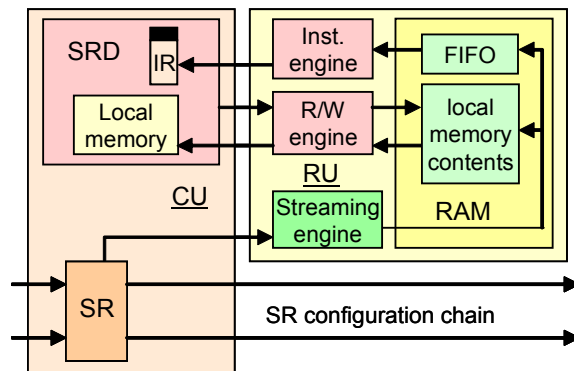 SRD
IR
Inst.
engine
FIFO
Local
memory
R/W
engine
local
memory
contents
CU
RU
Streaming
engine
RAM
SR
SR configuration chain